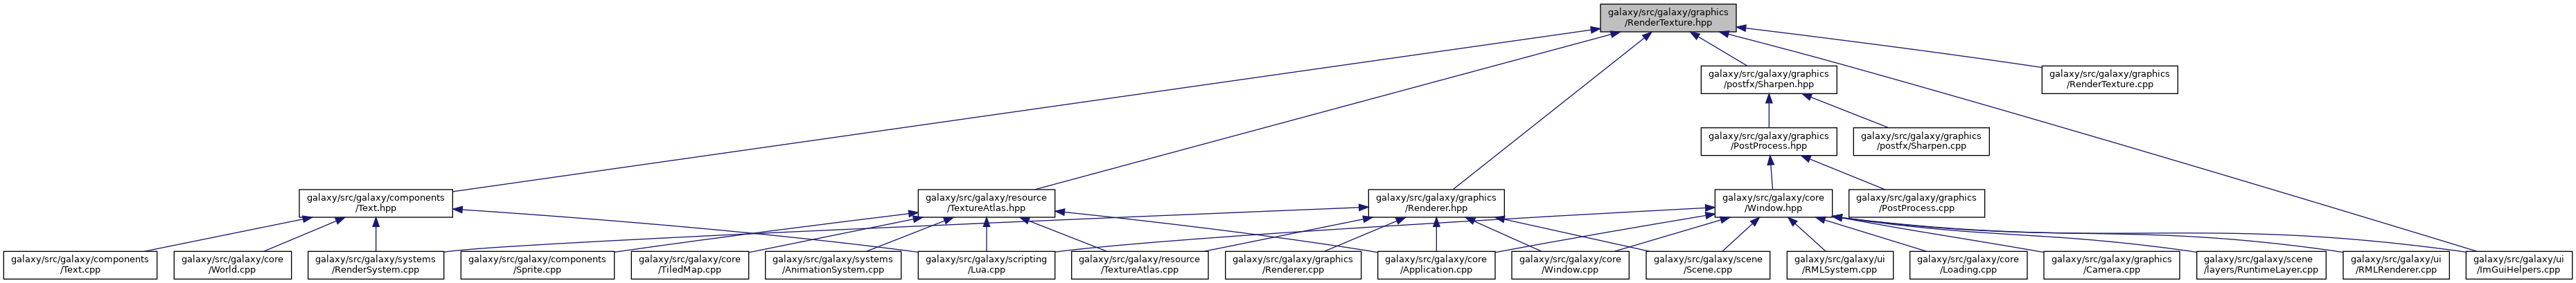 galaxy/src/galaxy/graphics
/RenderTexture.hpp
galaxy/src/galaxy/graphics
/postfx/Sharpen.hpp
galaxy/src/galaxy/graphics
/RenderTexture.cpp
galaxy/src/galaxy/graphics
/PostProcess.hpp
galaxy/src/galaxy/graphics
/postfx/Sharpen.cpp
galaxy/src/galaxy/components
/Text.hpp
galaxy/src/galaxy/resource
/TextureAtlas.hpp
galaxy/src/galaxy/graphics
/Renderer.hpp
galaxy/src/galaxy/core
/Window.hpp
galaxy/src/galaxy/graphics
/PostProcess.cpp
galaxy/src/galaxy/components
/Text.cpp
galaxy/src/galaxy/core
/World.cpp
galaxy/src/galaxy/systems
/RenderSystem.cpp
galaxy/src/galaxy/components
/Sprite.cpp
galaxy/src/galaxy/core
/TiledMap.cpp
galaxy/src/galaxy/systems
/AnimationSystem.cpp
galaxy/src/galaxy/scripting
/Lua.cpp
galaxy/src/galaxy/resource
/TextureAtlas.cpp
galaxy/src/galaxy/graphics
/Renderer.cpp
galaxy/src/galaxy/core
/Application.cpp
galaxy/src/galaxy/core
/Window.cpp
galaxy/src/galaxy/scene
/Scene.cpp
galaxy/src/galaxy/ui
/RMLSystem.cpp
galaxy/src/galaxy/core
/Loading.cpp
galaxy/src/galaxy/graphics
/Camera.cpp
galaxy/src/galaxy/scene
/layers/RuntimeLayer.cpp
galaxy/src/galaxy/ui
/RMLRenderer.cpp
galaxy/src/galaxy/ui
/ImGuiHelpers.cpp